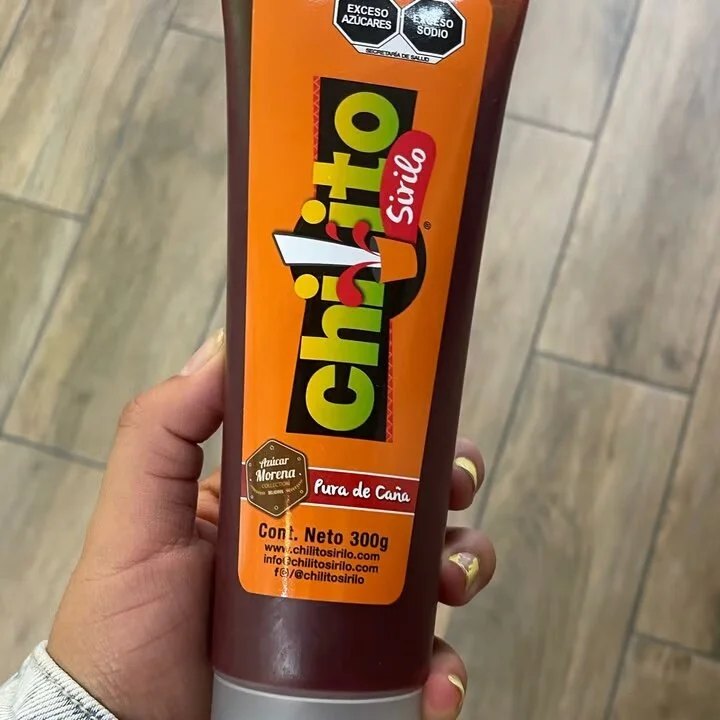 EXCESO
AZÚCARES
EXCESO
SODIO
SECRETARÍA DE SALUD
chilito
Sirilo
®
Azúcar
Morena
COLLECTION
Pura de Caña
Cont. Neto 300g
www.chilitosirilo.com
info@chilitosirilo.com
f/@chilitosirilo